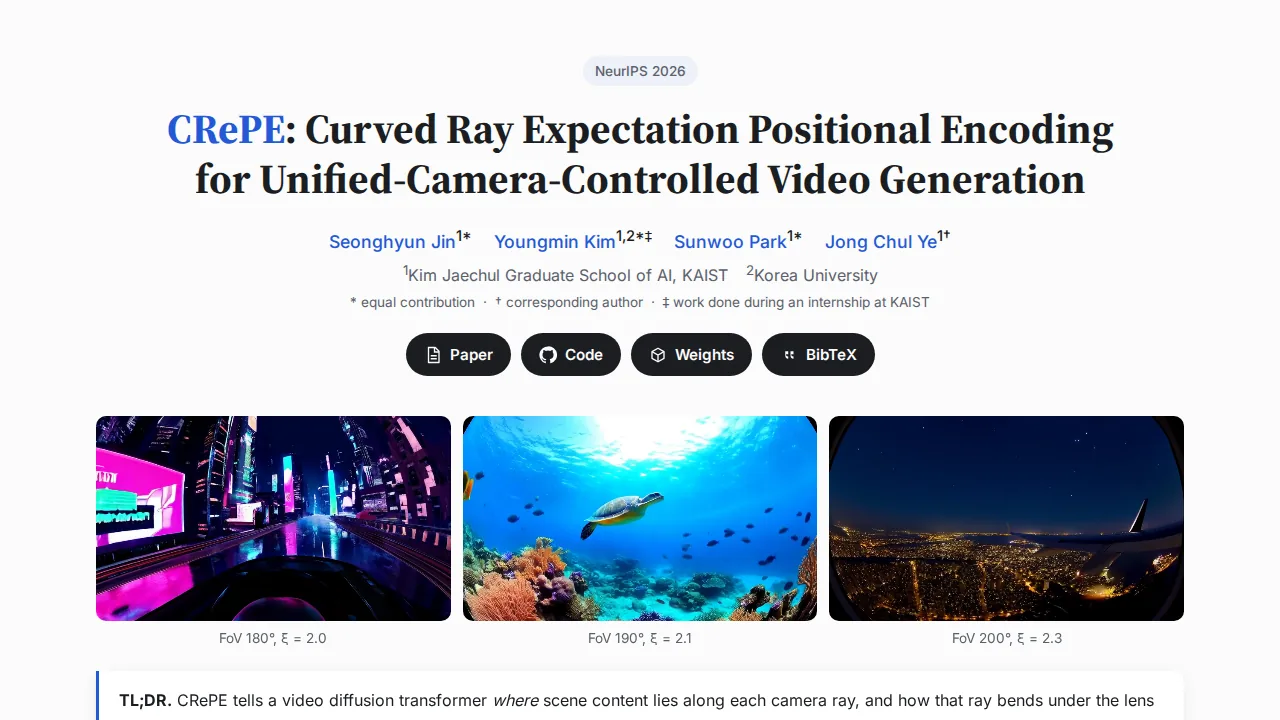 NeurIPS 2026
CRePE: Curved Ray Expectation Positional Encoding
for Unified-Camera-Controlled Video Generation
Seonghyun Jin1* Youngmin Kim1,2*‡ Sunwoo Park1* Jong Chul Ye1†
1Kim Jaechul Graduate School of AI, KAIST 2Korea University
* equal contribution · † corresponding author · ‡ work done during an internship at KAIST
Paper Code Weights BibTeX
FoV 180°, ξ = 2.0 FoV 190°, ξ = 2.1 FoV 200°, ξ = 2.3
TL;DR. CRePE tells a video diffusion transformer where scene content lies along each camera ray, and how that ray bends under the lens